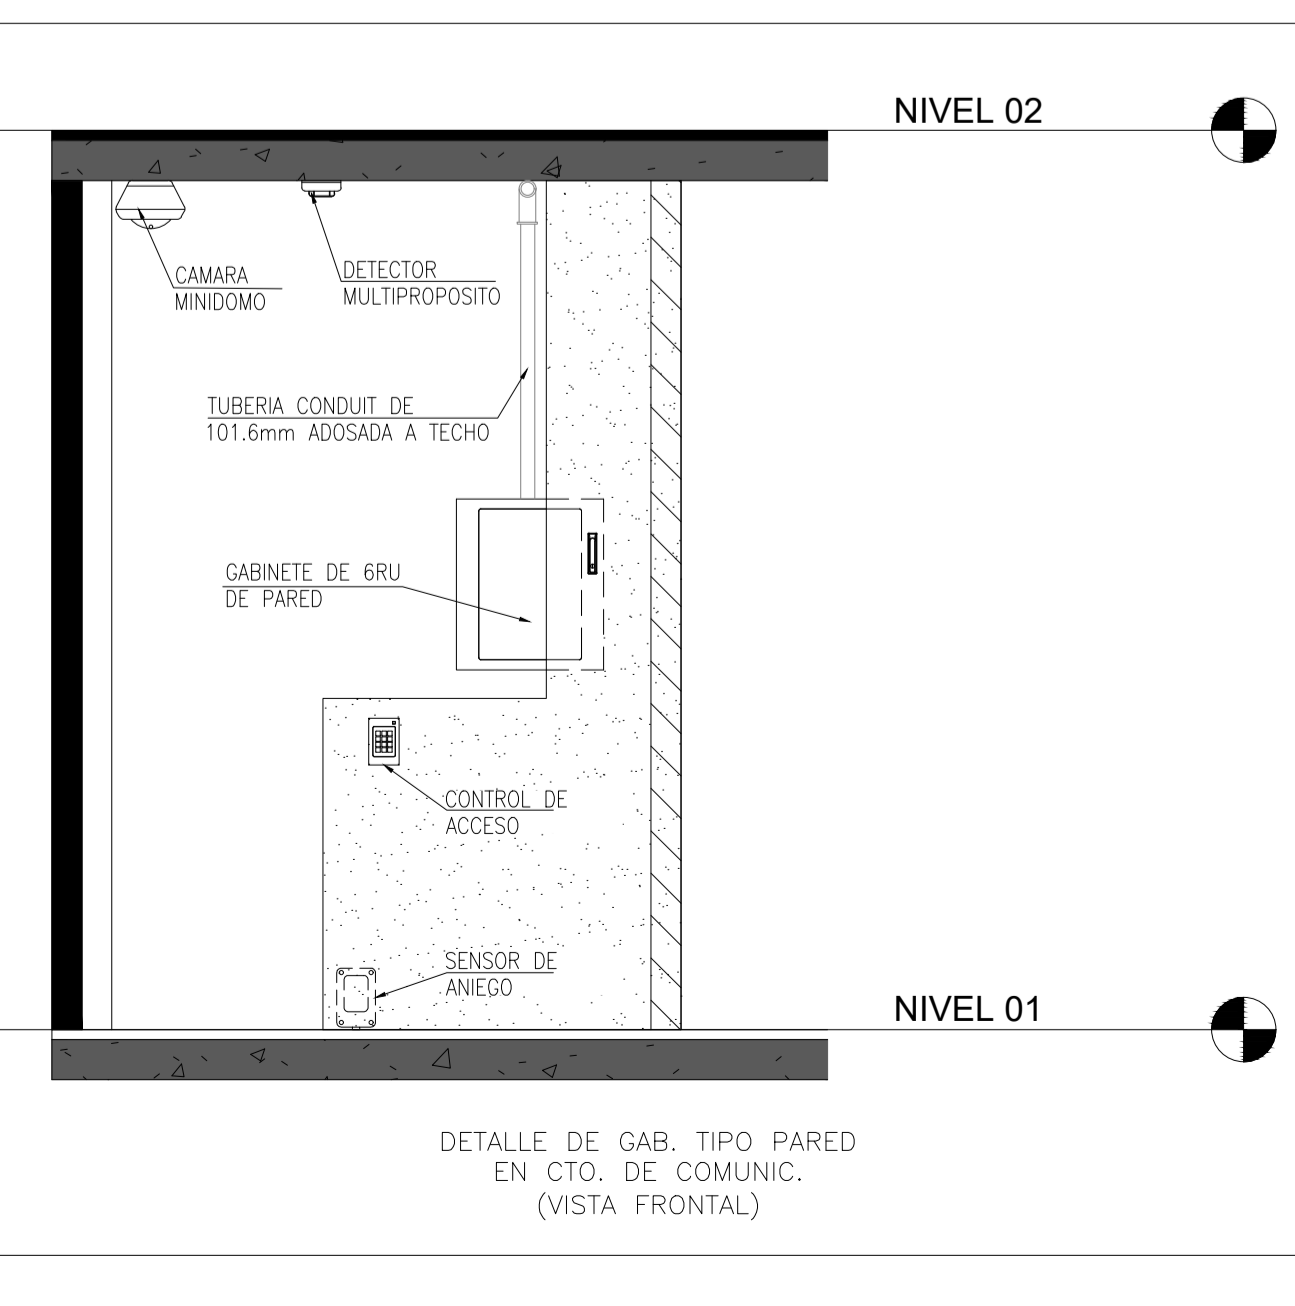 NIVEL 02
CAMARA
MINIDOMO
DETECTOR
MULTIPROPOSITO
TUBERIA CONDUIT DE
101.6mm ADOSADA A TECHO
GABINETE DE 6RU
DE PARED
CONTROL DE
ACCESO
SENSOR DE
ANIEGO
NIVEL 01
DETALLE DE GAB. TIPO PARED
EN CTO. DE COMUNIC.
(VISTA FRONTAL)